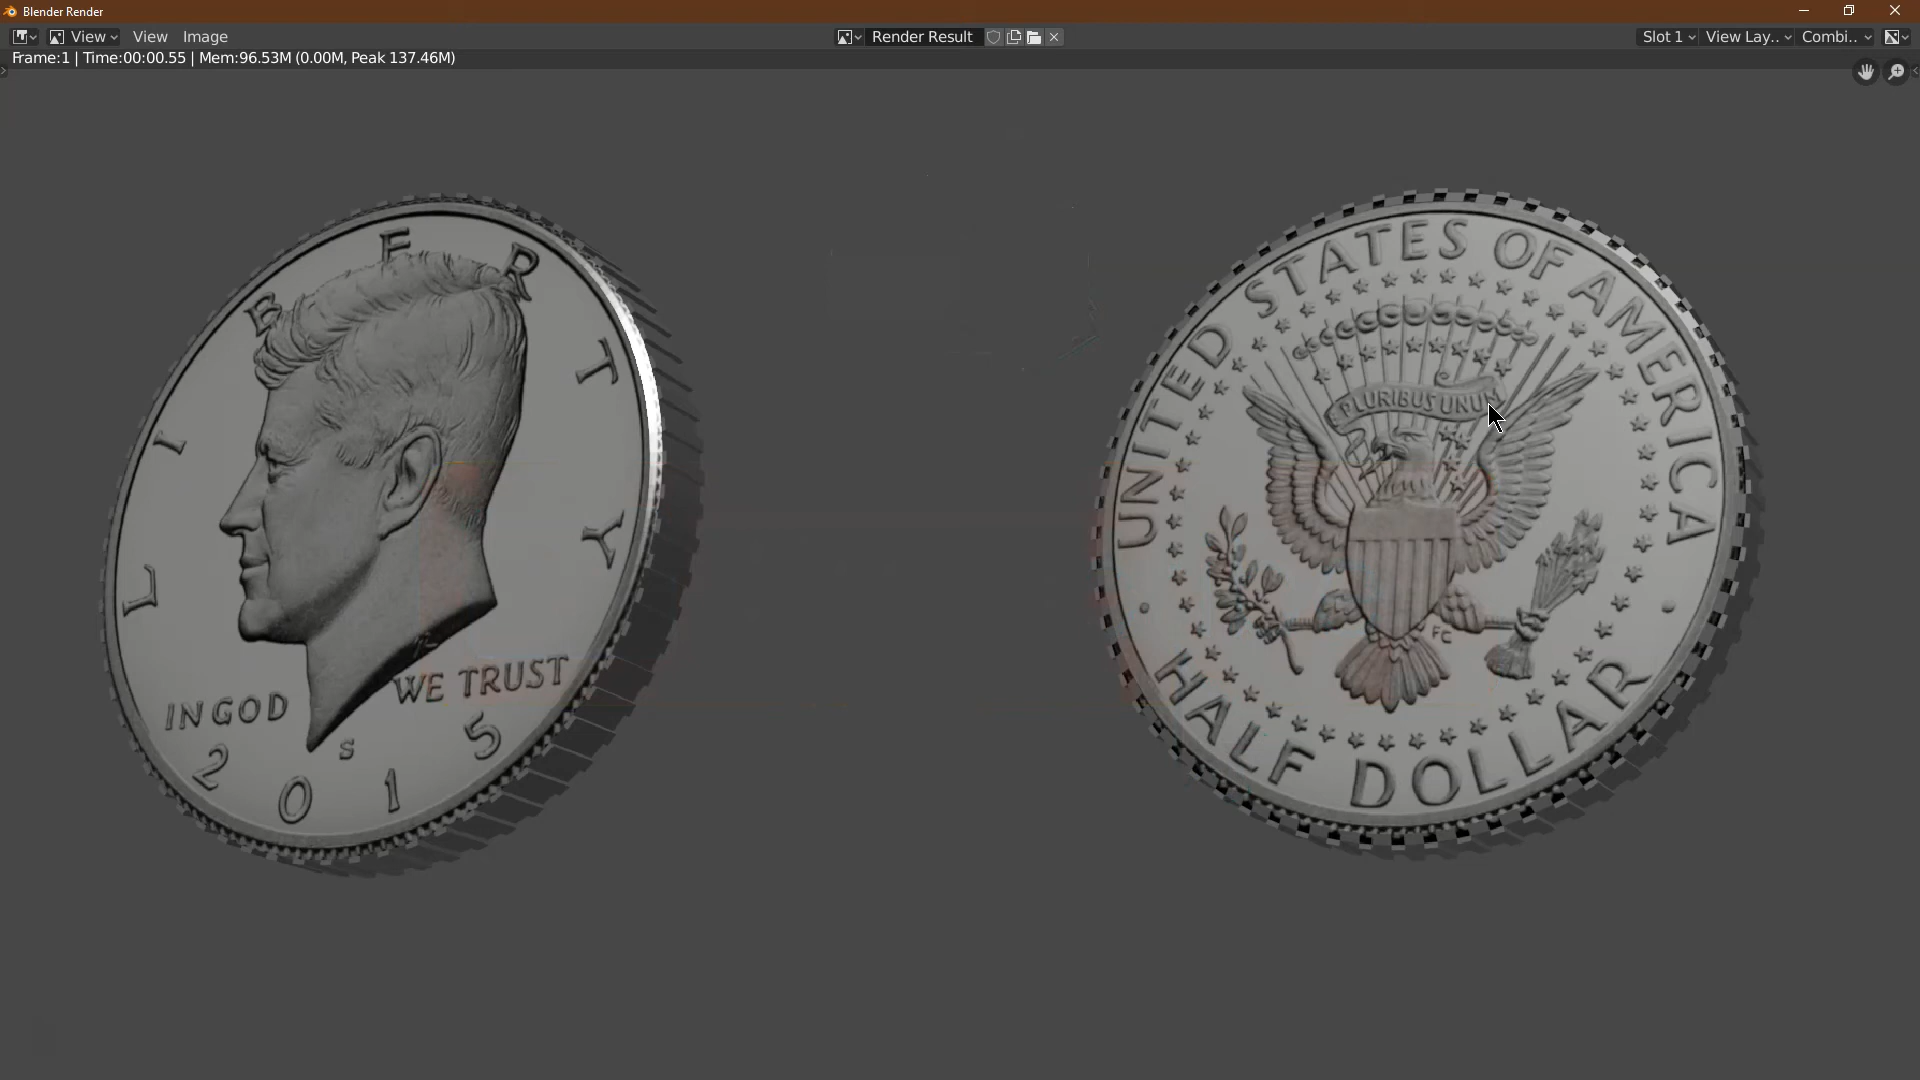 Blender Render
View View Image Render Result Slot 1 View Lay.. Combi..
Frame:1 | Time:00:00.55 | Mem:96.53M (0.00M, Peak 137.46M)
LIBERTY
IN GOD WE TRUST
S
2015
UNITED STATES OF AMERICA
PLURIBUS UNUM
FG
HALF DOLLAR